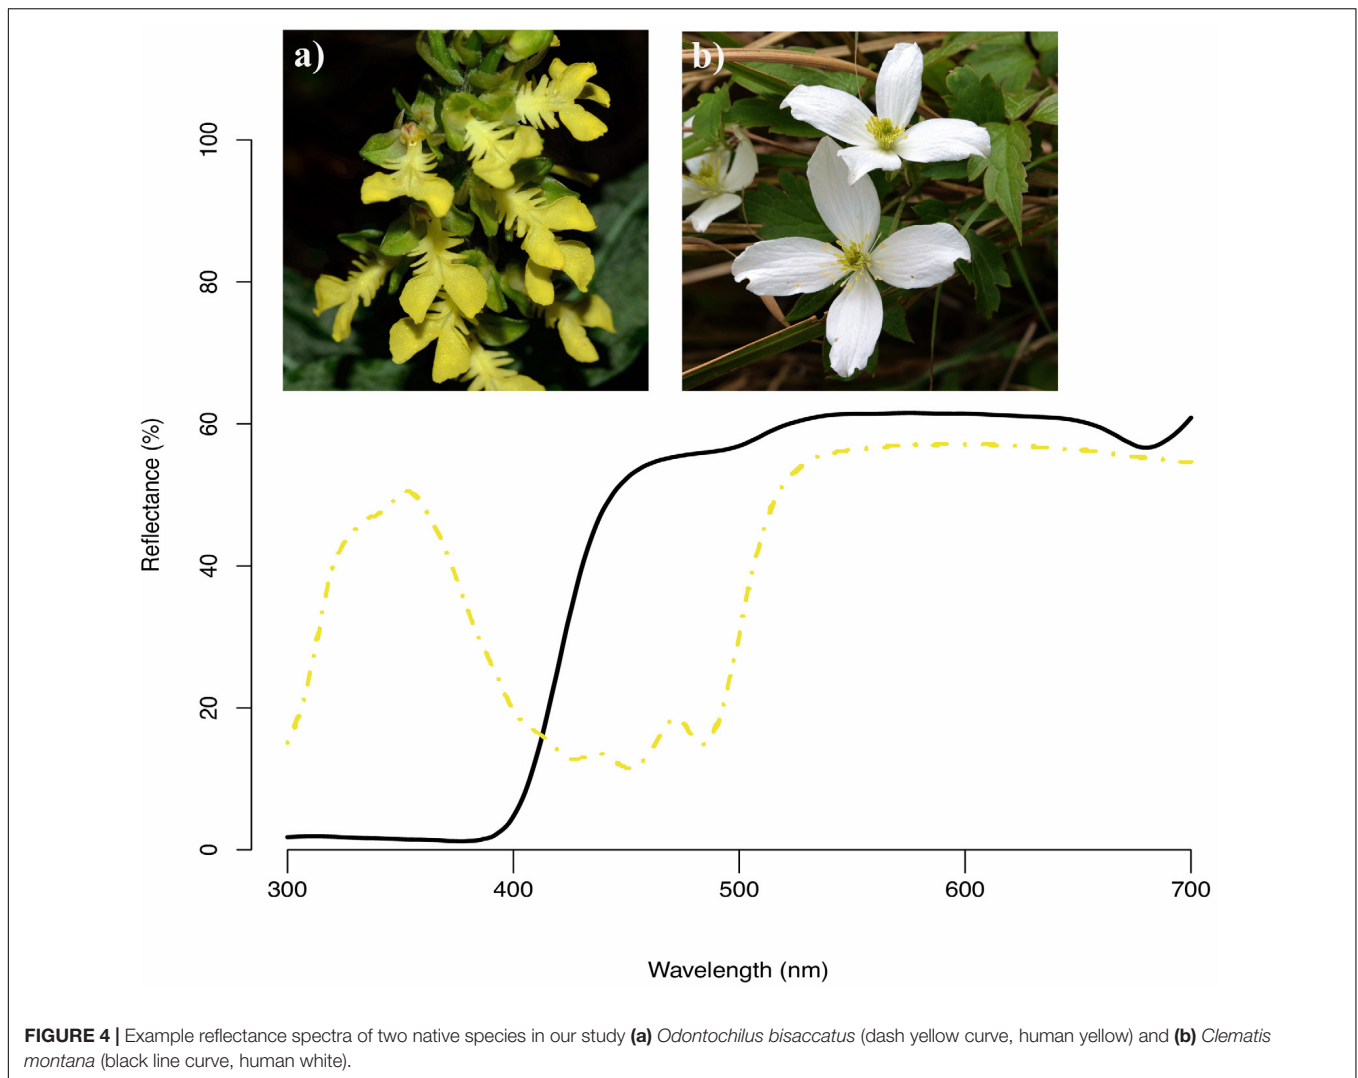 a)
b)
100
80
60
40
20
0
Reflectance (%)
300 400 500 600 700
Wavelength (nm)
FIGURE 4 | Example reflectance spectra of two native species in our study (a) Odontochilus bisaccatus (dash yellow curve, human yellow) and (b) Clematis
montana (black line curve, human white).